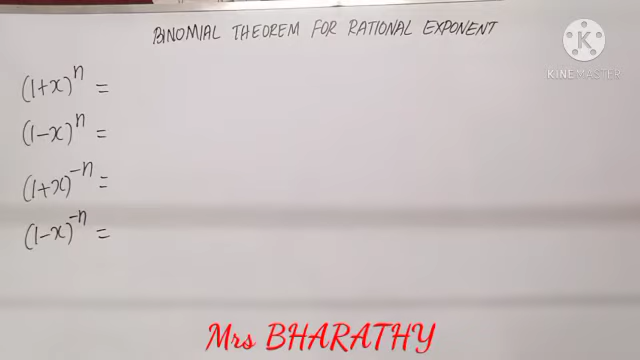 BINOMIAL THEOREM FOR RATIONAL EXPONENT
KINEMASTER
(1+x)^n =
(1-x)^n =
(1+x)^-n =
(1-x)^-n =
Mrs BHARATHY